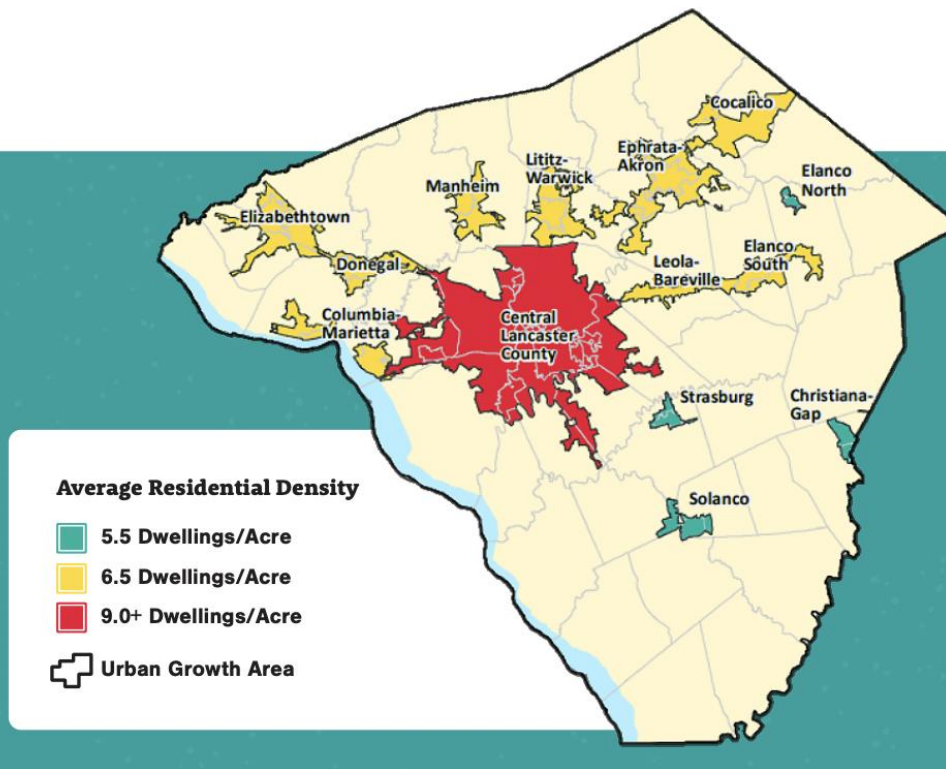 Cocalico
Ephrata-
Akron
Lititz-
Warwick
Elanco
North
Manheim
Elizabethtown
Elanco
South
Donegal
Leola-
Bareville
Columbia-
Marietta
Central
Lancaster
County
Strasburg
Christiana-
Gap
Solanco
Average Residential Density
5.5 Dwellings/Acre
6.5 Dwellings/Acre
9.0+ Dwellings/Acre
Urban Growth Area